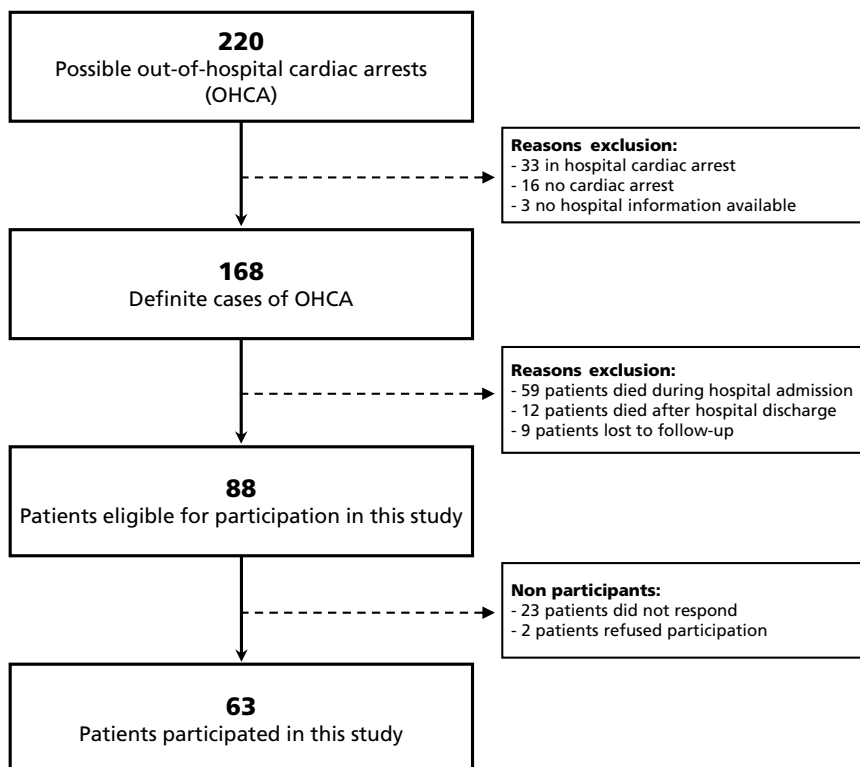 220
Possible out-of-hospital cardiac arrests
(OHCA)
Reasons exclusion:
- 33 in hospital cardiac arrest
- 16 no cardiac arrest
- 3 no hospital information available
168
Definite cases of OHCA
Reasons exclusion:
- 59 patients died during hospital admission
- 12 patients died after hospital discharge
- 9 patients lost to follow-up
88
Patients eligible for participation in this study
Non participants:
- 23 patients did not respond
- 2 patients refused participation
63
Patients participated in this study